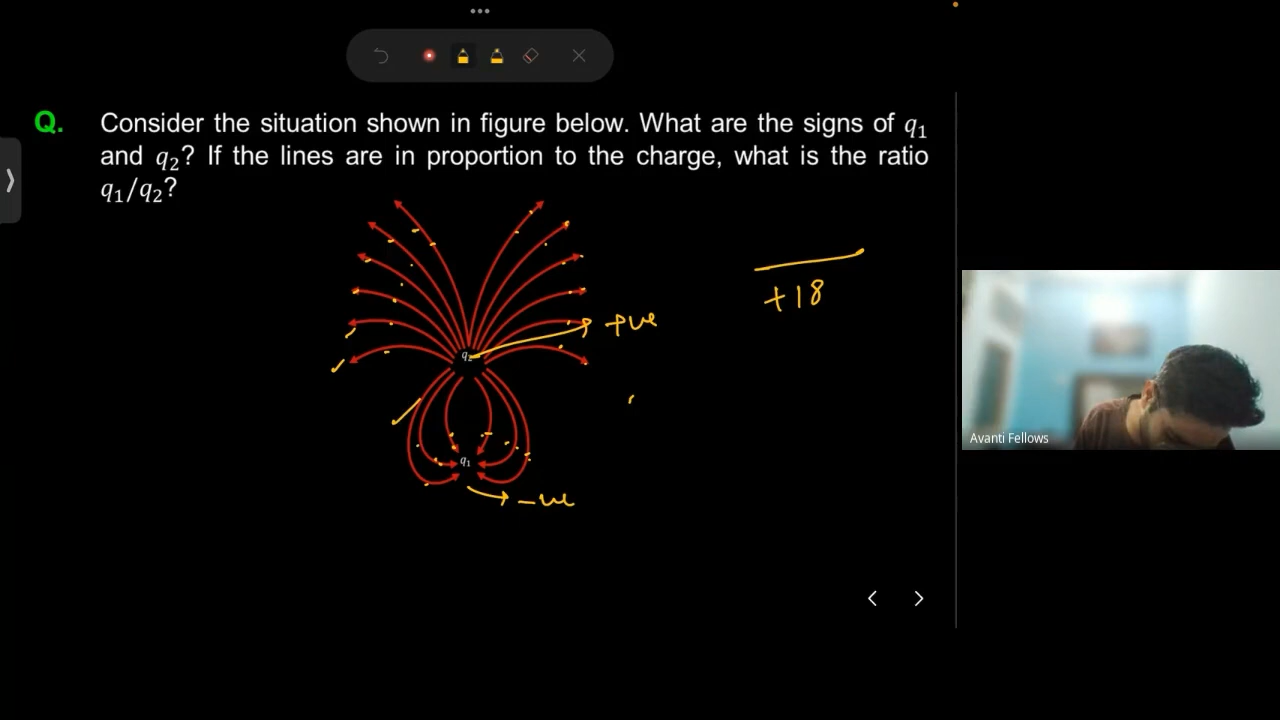 Q. Consider the situation shown in figure below. What are the signs of q₁
and q₂? If the lines are in proportion to the charge, what is the ratio
q₁/q₂?
+18
q₂
+ve
q₁
-ve
Avanti Fellows